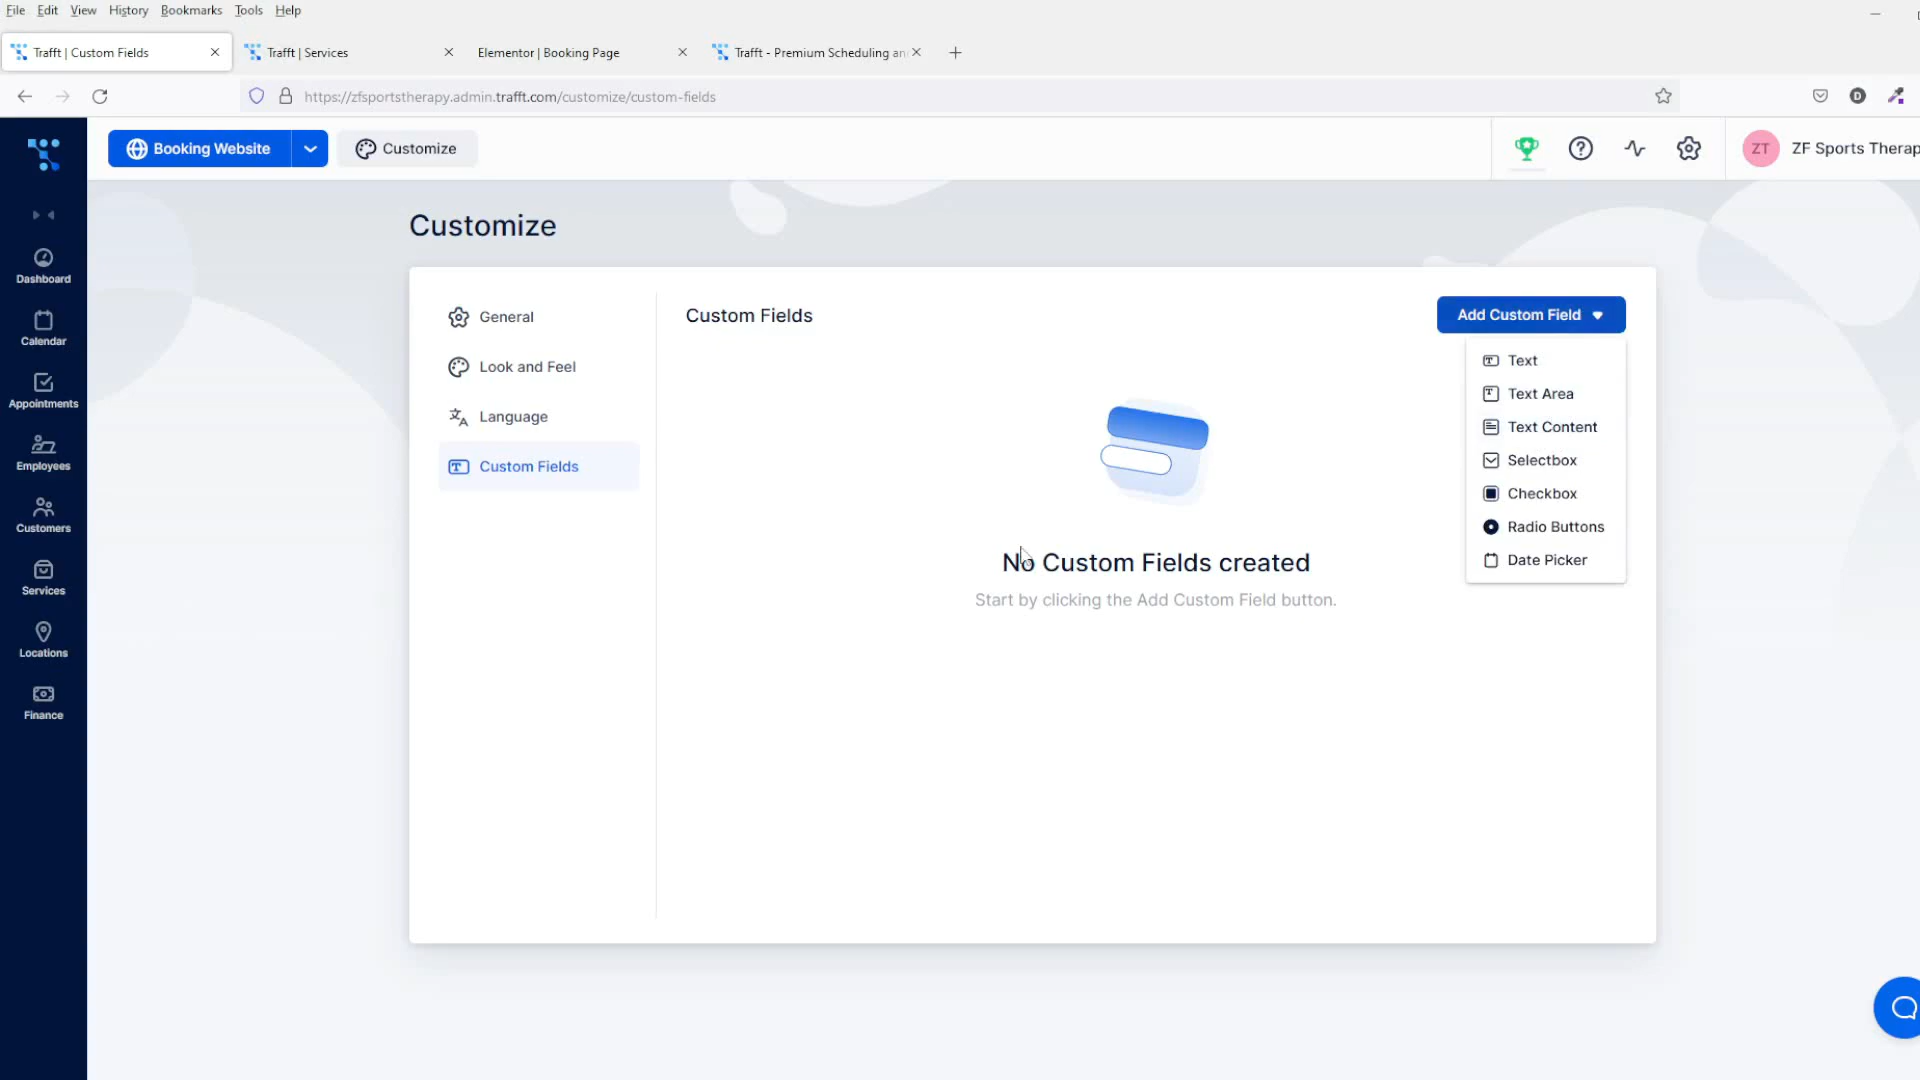 File Edit View History Bookmarks Tools Help
Trafft | Custom Fields
Trafft | Services
Elementor | Booking Page
Trafft - Premium Scheduling an
https://zfsportstherapy.admin.trafft.com/customize/custom-fields
D
Booking Website
Customize
ZT
ZF Sports Therap
Dashboard
Calendar
Appointments
Employees
Customers
Services
Locations
Finance
Customize
General
Look and Feel
Language
Custom Fields
Custom Fields
Add Custom Field
Text
Text Area
Text Content
Selectbox
Checkbox
Radio Buttons
Date Picker
No Custom Fields created
Start by clicking the Add Custom Field button.